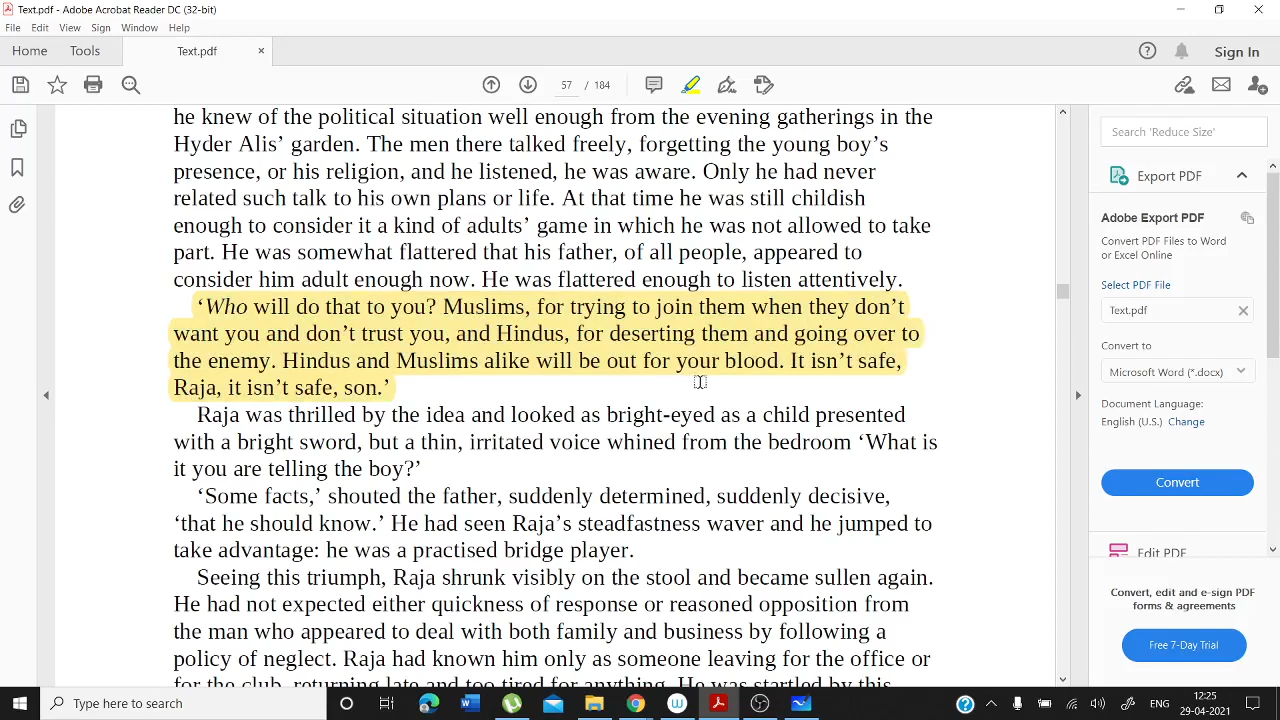 Text.pdf - Adobe Acrobat Reader DC (32-bit)
File Edit View Sign Window Help
Home Tools Text.pdf × Sign In
57 / 184
he knew of the political situation well enough from the evening gatherings in the
Hyder Alis’ garden. The men there talked freely, forgetting the young boy’s
presence, or his religion, and he listened, he was aware. Only he had never
related such talk to his own plans or life. At that time he was still childish
enough to consider it a kind of adults’ game in which he was not allowed to take
part. He was somewhat flattered that his father, of all people, appeared to
consider him adult enough now. He was flattered enough to listen attentively.
‘Who will do that to you? Muslims, for trying to join them when they don’t
want you and don’t trust you, and Hindus, for deserting them and going over to
the enemy. Hindus and Muslims alike will be out for your blood. It isn’t safe,
Raja, it isn’t safe, son.’
Raja was thrilled by the idea and looked as bright-eyed as a child presented
with a bright sword, but a thin, irritated voice whined from the bedroom ‘What is
it you are telling the boy?’
‘Some facts,’ shouted the father, suddenly determined, suddenly decisive,
‘that he should know.’ He had seen Raja’s steadfastness waver and he jumped to
take advantage: he was a practised bridge player.
Seeing this triumph, Raja shrunk visibly on the stool and became sullen again.
He had not expected either quickness of response or reasoned opposition from
the man who appeared to deal with both family and business by following a
policy of neglect. Raja had known him only as someone leaving for the office or
for the club, returning late and too tired for anything. He was startled by this
Search 'Reduce Size'
Export PDF
Adobe Export PDF
Convert PDF Files to Word
or Excel Online
Select PDF File
Text.pdf
Convert to
Microsoft Word (*.docx)
Document Language:
English (U.S.) Change
Convert
Edit PDF
Convert, edit and e-sign PDF
forms & agreements
Free 7-Day Trial
Type here to search
ENG
12:25
29-04-2021